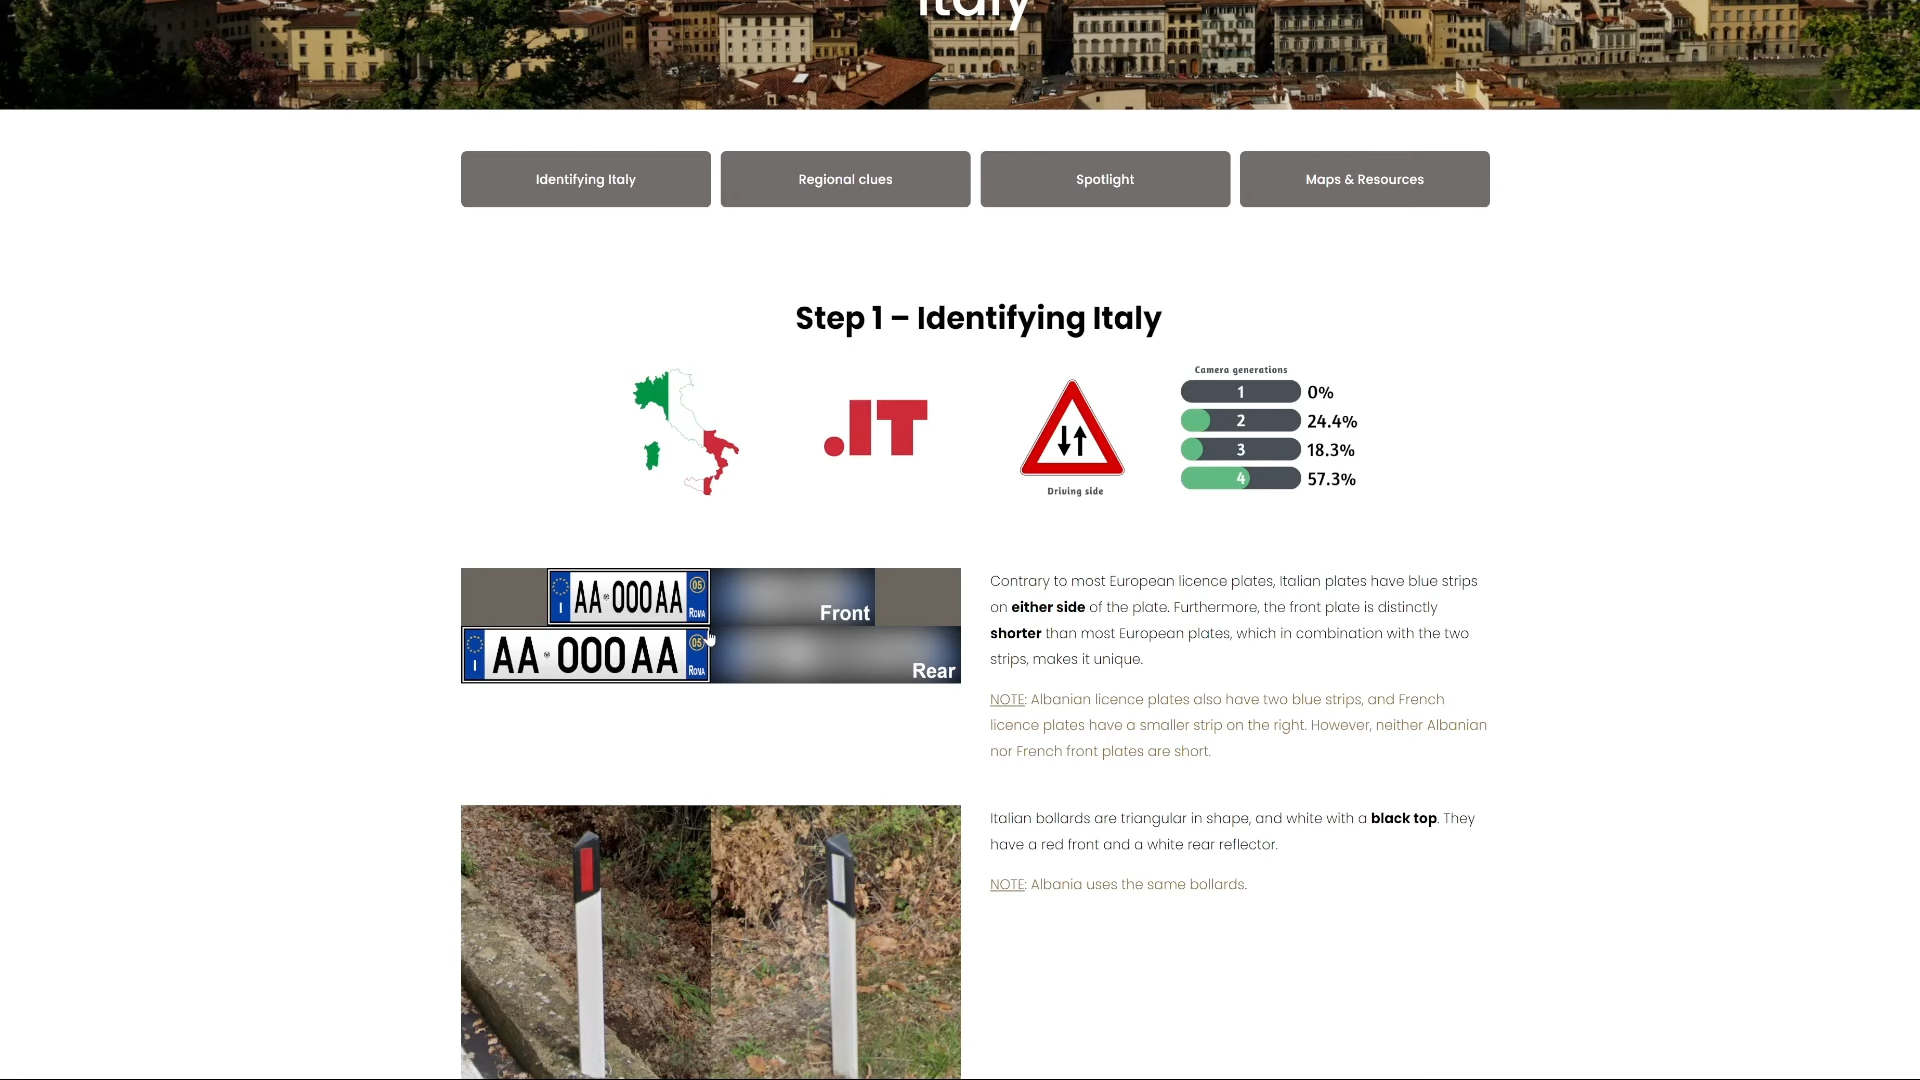 Italy
Identifying Italy
Regional clues
Spotlight
Maps & Resources
Step 1 – Identifying Italy
.IT
Driving side
Camera generations
1 0%
2 24.4%
3 18.3%
4 57.3%
AA 000AA
I
05
ROMA
Front
AA 000AA
I
05
ROMA
Rear
Contrary to most European licence plates, Italian plates have blue strips
on either side of the plate. Furthermore, the front plate is distinctly
shorter than most European plates, which in combination with the two
strips, makes it unique.
NOTE: Albanian licence plates also have two blue strips, and French
licence plates have a smaller strip on the right. However, neither Albanian
nor French front plates are short.
Italian bollards are triangular in shape, and white with a black top. They
have a red front and a white rear reflector.
NOTE: Albania uses the same bollards.